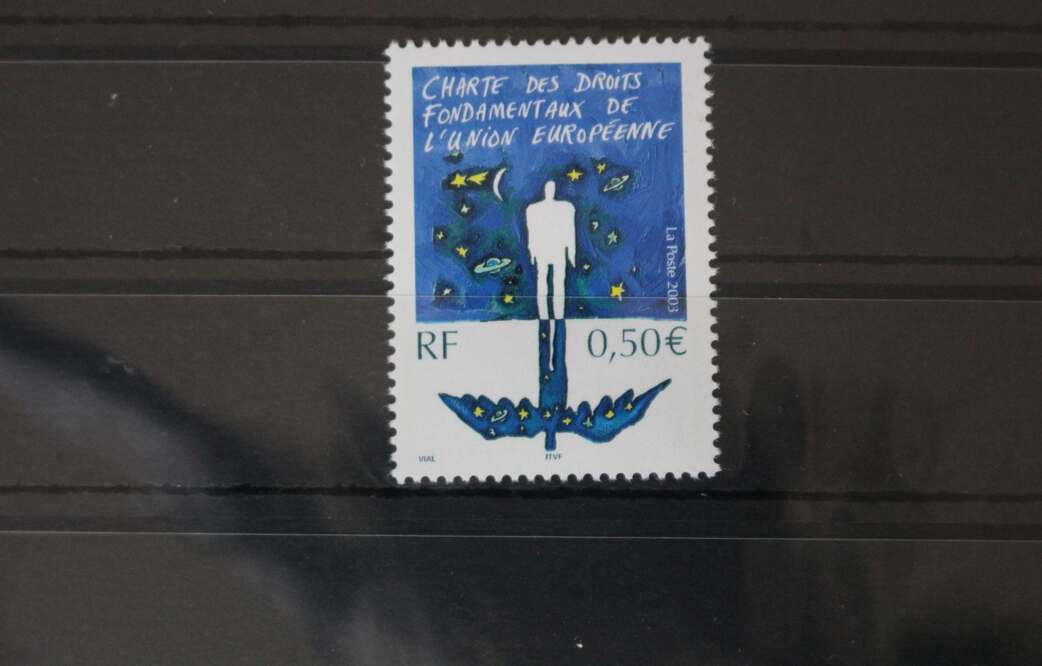 CHARTE DES DROITS
FONDAMENTAUX DE
L'UNION EUROPÉENNE
La Poste 2003
RF 0,50€
VIAL ITVF